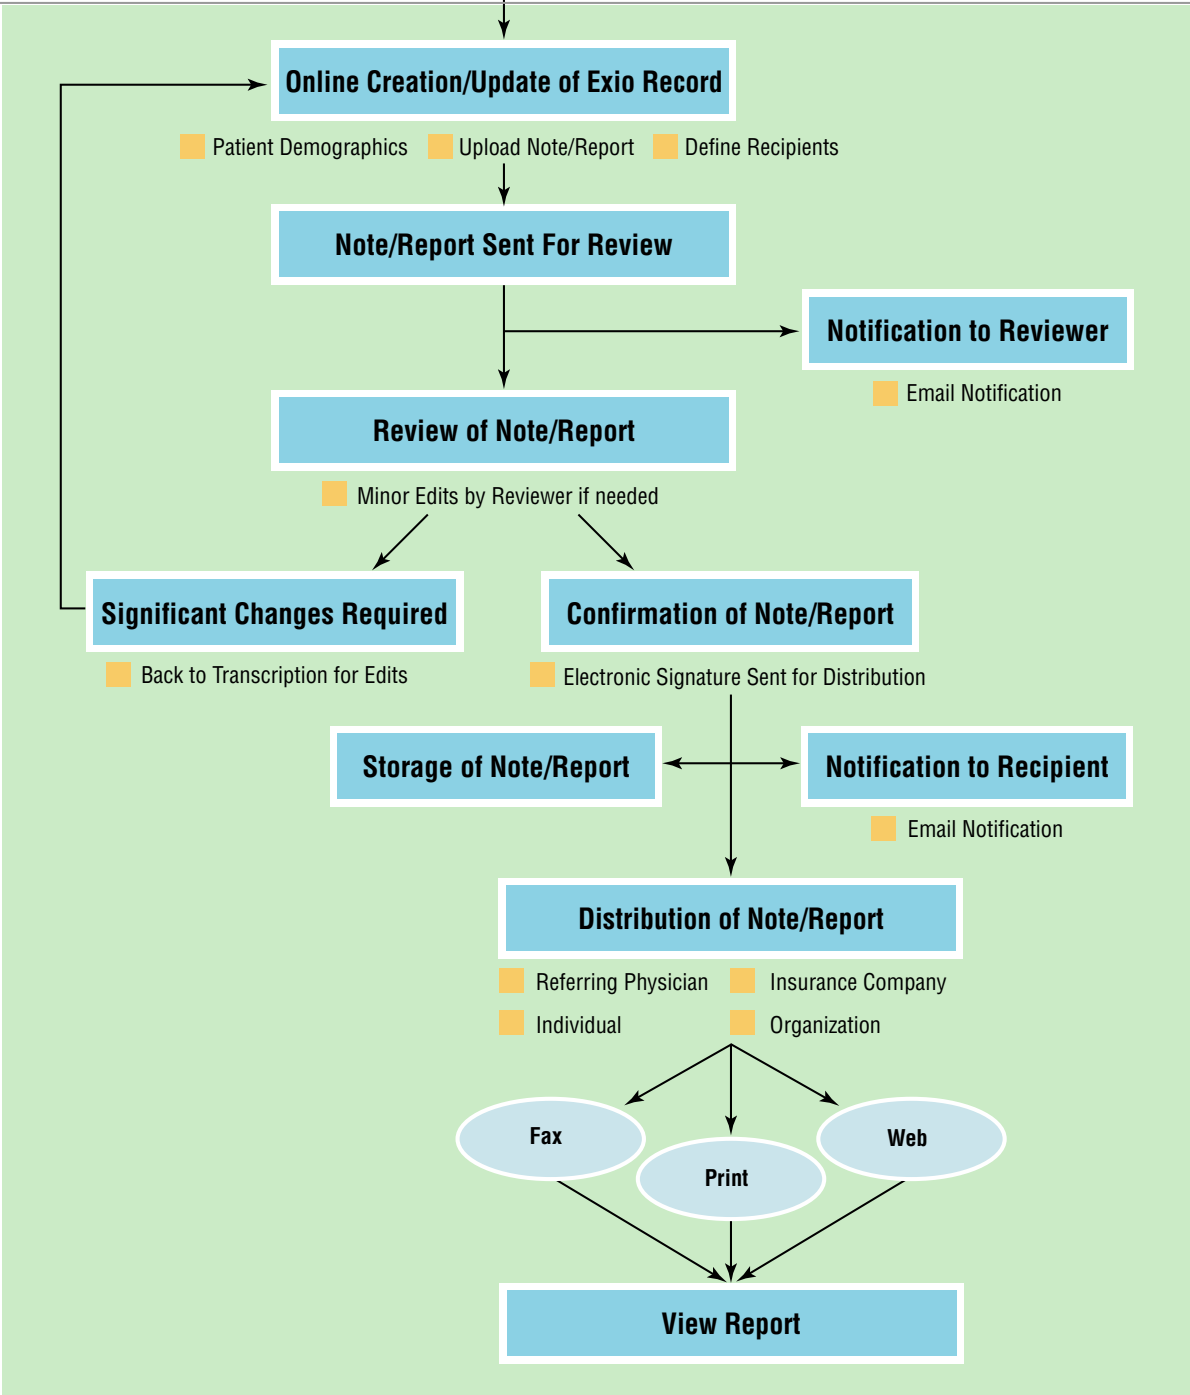 Online Creation/Update of Exio Record
Patient Demographics
Upload Note/Report
Define Recipients
Note/Report Sent For Review
Notification to Reviewer
Email Notification
Review of Note/Report
Minor Edits by Reviewer if needed
Significant Changes Required
Back to Transcription for Edits
Confirmation of Note/Report
Electronic Signature Sent for Distribution
Storage of Note/Report
Notification to Recipient
Email Notification
Distribution of Note/Report
Referring Physician
Insurance Company
Individual
Organization
Fax
Print
Web
View Report